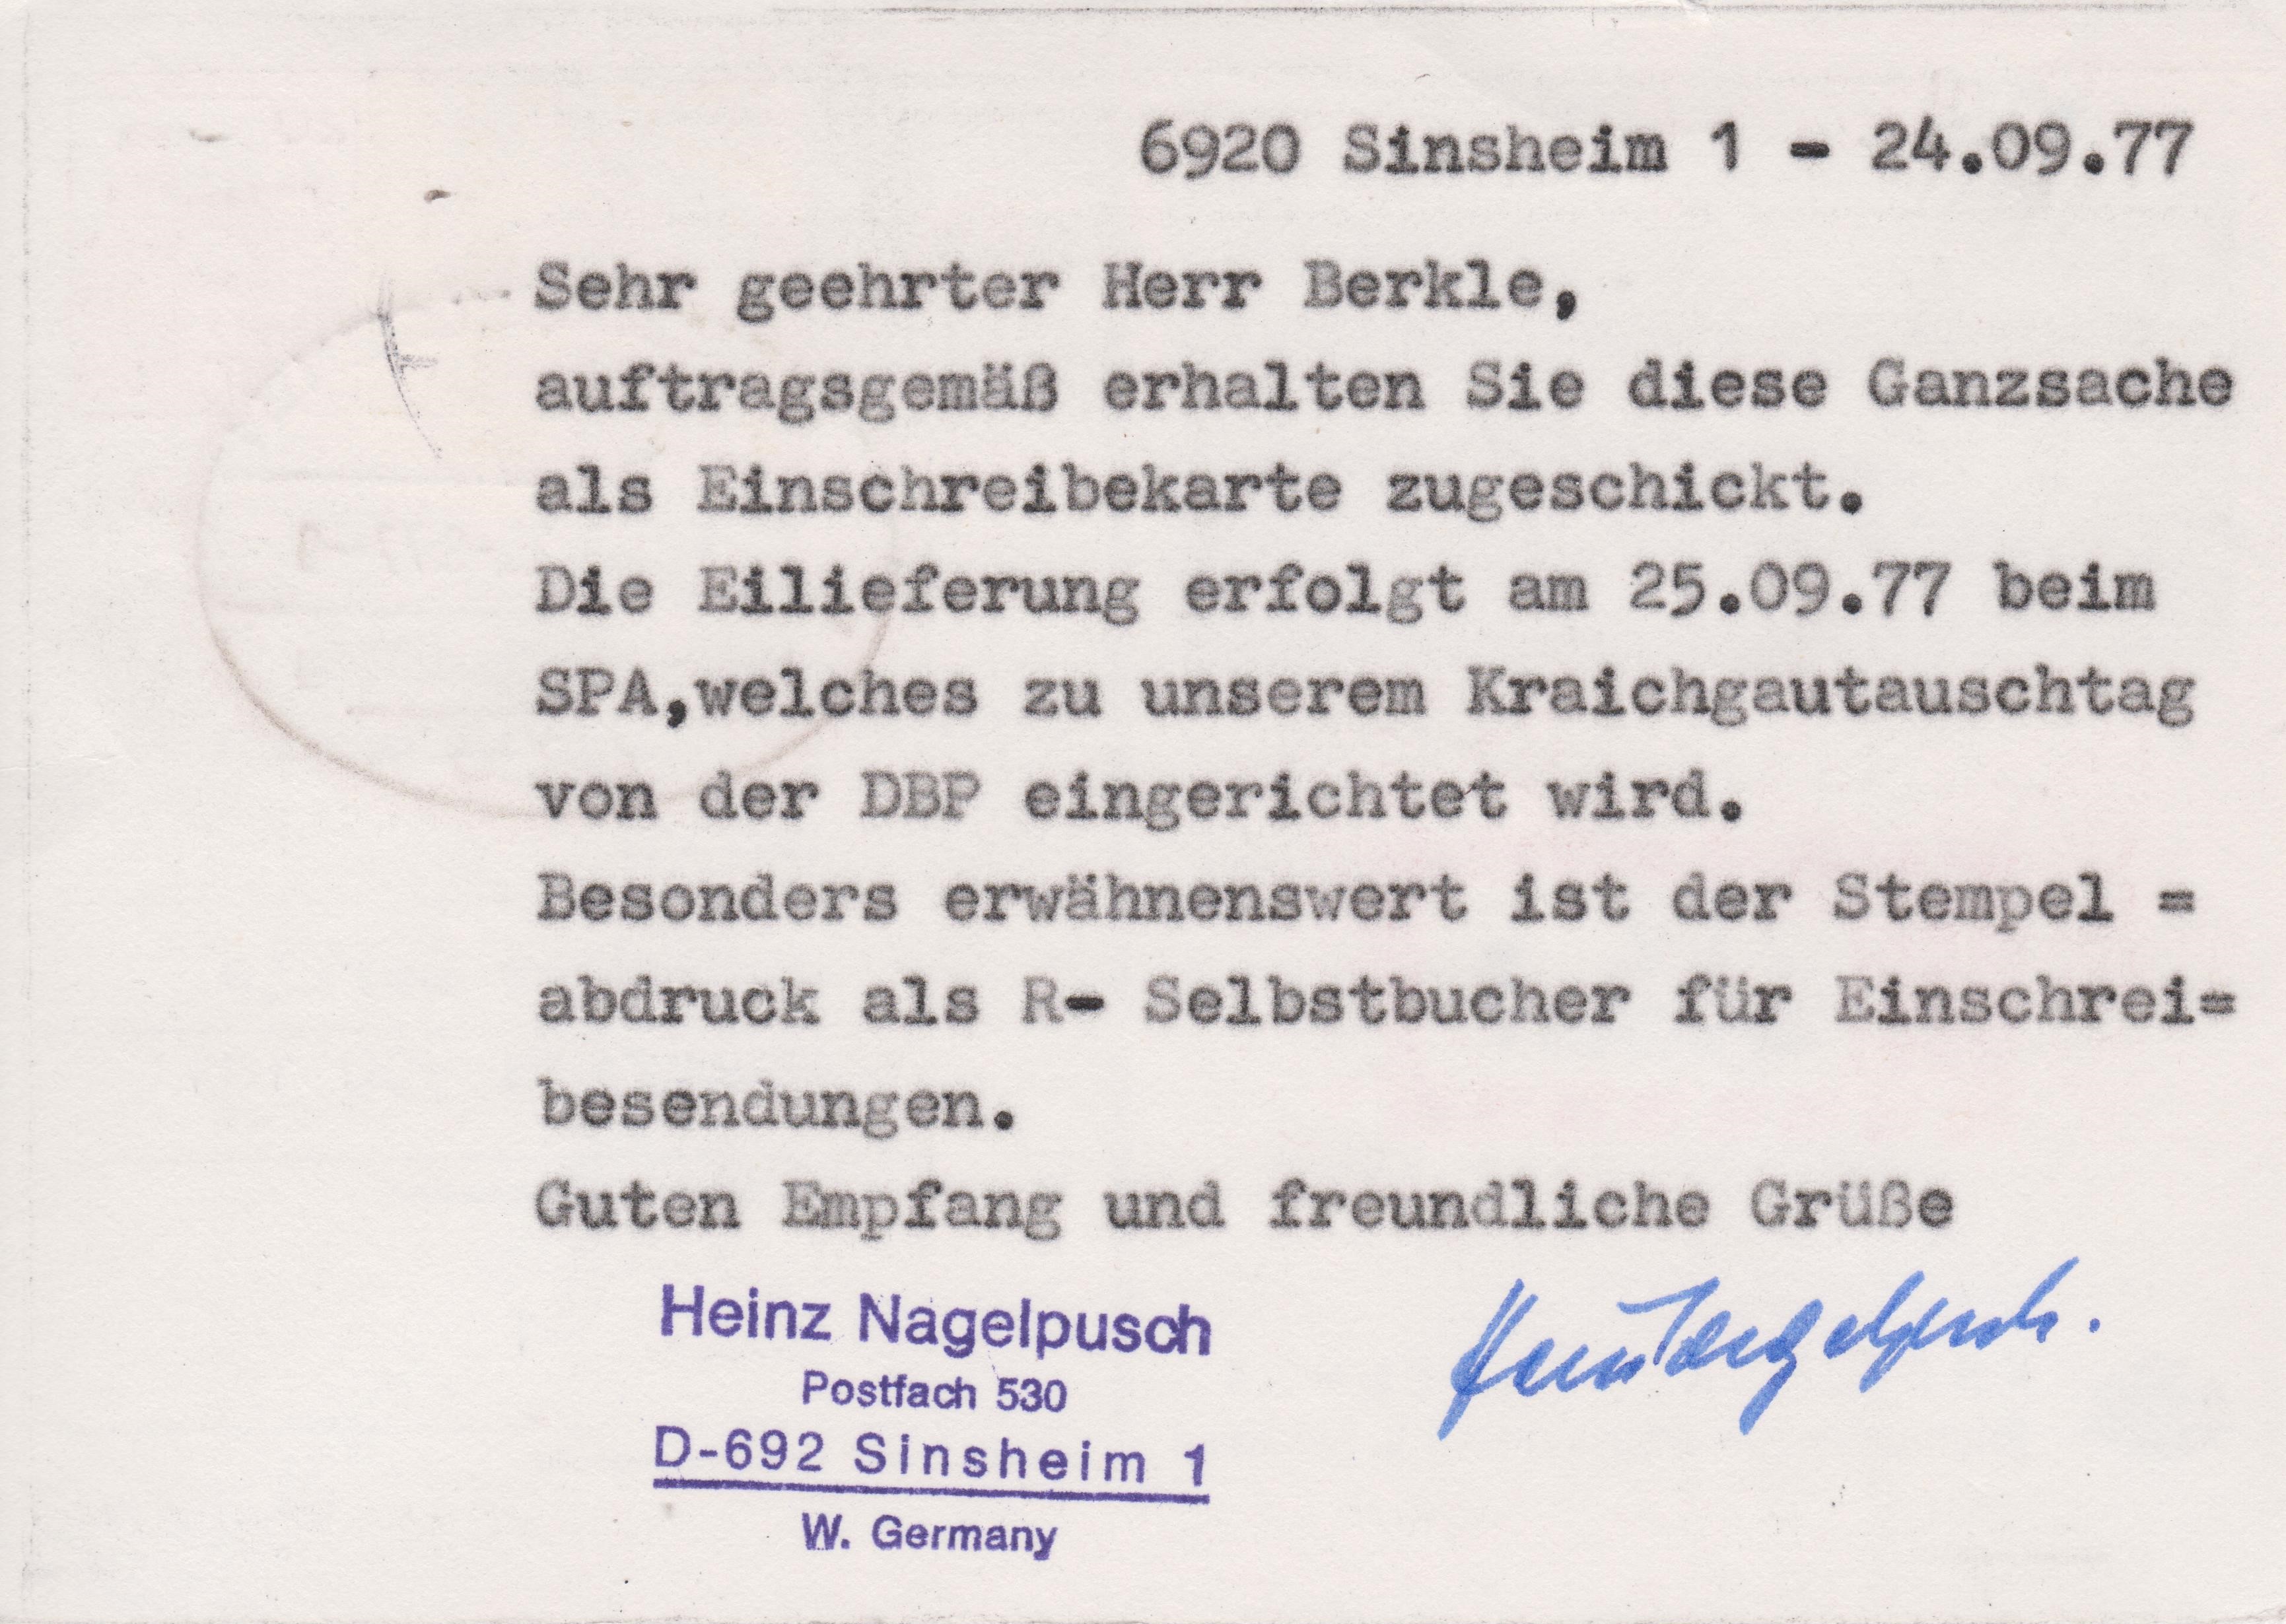 6920 Sinsheim 1 - 24.09.77
Sehr geehrter Herr Berkle,
auftragsgemäß erhalten Sie diese Ganzsache
als Einschreibekarte zugeschickt.
Die Eilieferung erfolgt am 25.09.77 beim
SPA,welches zu unserem Kraichgautauschtag
von der DBP eingerichtet wird.
Besonders erwähnenswert ist der Stempel =
abdruck als R- Selbstbucher für Einschrei=
besendungen.
Guten Empfang und freundliche Grüße
Heinz Nagelpusch
Postfach 530
D-692 Sinsheim 1
W. Germany